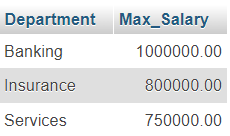 Department Max_Salary
Banking 1000000.00
Insurance 800000.00
Services 750000.00